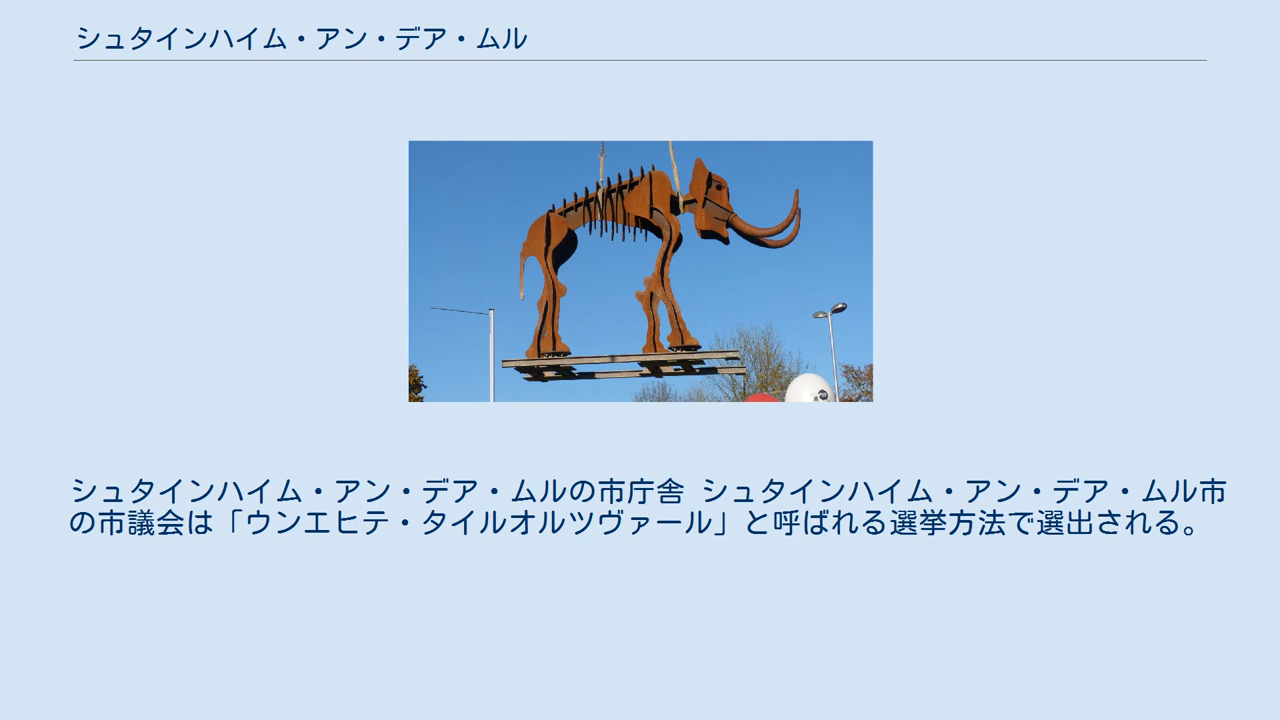 シュタインハイム・アン・デア・ムル
シュタインハイム・アン・デア・ムルの市庁舎 シュタインハイム・アン・デア・ムル市
の市議会は「ウンエヒテ・タイルオルツヴァール」と呼ばれる選挙方法で選出される。